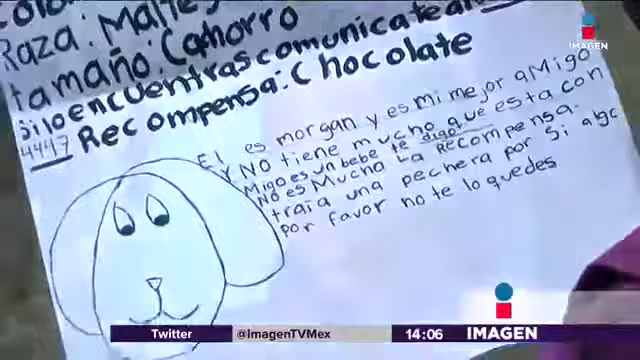 Raza: Maltes
tamaño: Cachorro
si lo encuentras comunicate al
4447 Recompensa: Chocolate
El es morgan y es mi mejor aMigo
Y NO tiene mucho que esta con
Migo es un bebe te digo
NO es Mucho La Recompensa.
traia una pechera por si algo
por favor no te lo quedes
IMAGEN
Twitter @ImagenTVMex 14:06 IMAGEN